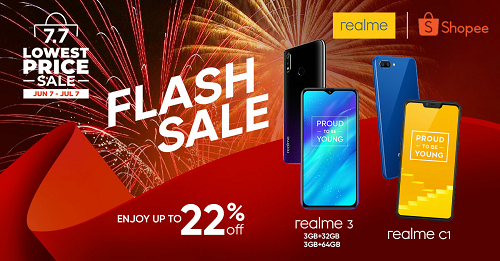 7.7
LOWEST
PRICE
SALE
JUN 7 - JUL 7
FLASH
SALE
ENJOY UP TO 22% off
realme
Shopee
realme
PROUD
TO BE
YOUNG
PROUD
TO BE
YOUNG
realme 3
3GB+32GB
3GB+64GB
realme C1